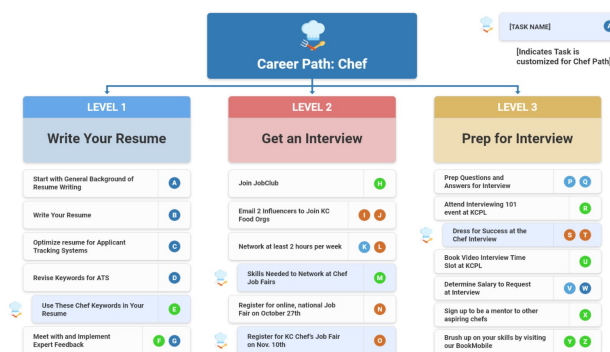 [TASK NAME]
[Indicates Task is
customized for Chef Path]
Career Path: Chef
LEVEL 1
Write Your Resume
Start with General Background of
Resume Writing
A
Write Your Resume
B
Optimize resume for Applicant
Tracking Systems
C
Revise Keywords for ATS
D
Use These Chef Keywords in Your
Resume
E
Meet with and Implement
Expert Feedback
F G
LEVEL 2
Get an Interview
Join JobClub
H
Email 2 Influencers to Join KC
Food Orgs
I J
Network at least 2 hours per week
K L
Skills Needed to Network at Chef
Job Fairs
M
Register for online, national Job
Fair on October 27th
N
Register for KC Chef's Job Fair
on Nov. 10th
O
LEVEL 3
Prep for Interview
Prep Questions and
Answers for Interview
P Q
Attend Interviewing 101
event at KCPL
R
Dress for Success at the
Chef Interview
S T
Book Video Interview Time
Slot at KCPL
U
Determine Salary to Request
at Interview
V W
Sign up to be a mentor to other
aspiring chefs
X
Brush up on your skills by visiting
our BookMobile
Y Z